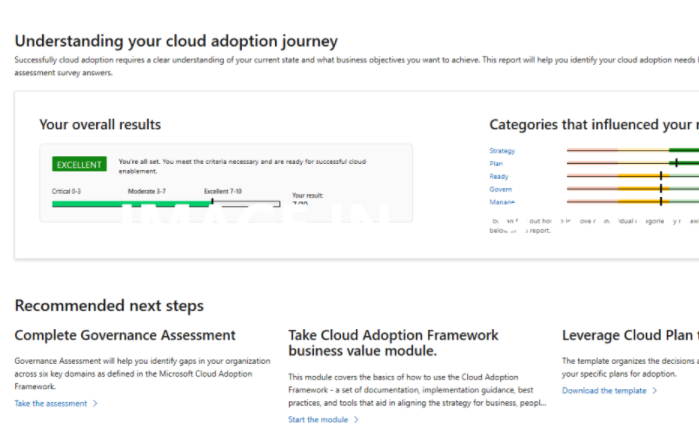 Understanding your cloud adoption journey
Successfully cloud adoption requires a clear understanding of your current state and what business objectives you want to achieve. This report will help you identify your cloud adoption needs
assessment survey answers.
Your overall results
EXCELLENT
You're all set. You meet the criteria necessary and are ready for successful cloud
enablement.
Critical 0-3
Moderate 3-7
Excellent 7-10
Your result:
IMAGE IN
Categories that influenced your
Strategy
Plan
Ready
Govern
Manage
below
report.
Recommended next steps
Complete Governance Assessment
Governance Assessment will help you identify gaps in your organization
across six key domains as defined in the Microsoft Cloud Adoption
Framework.
Take the assessment >
Take Cloud Adoption Framework
business value module.
This module covers the basics of how to use the Cloud Adoption
Framework - a set of documentation, implementation guidance, best
practices, and tools that aid in aligning the strategy for business, peopl...
Start the module >
Leverage Cloud Plan
The template organizes the decisions
your specific plans for adoption.
Download the template >